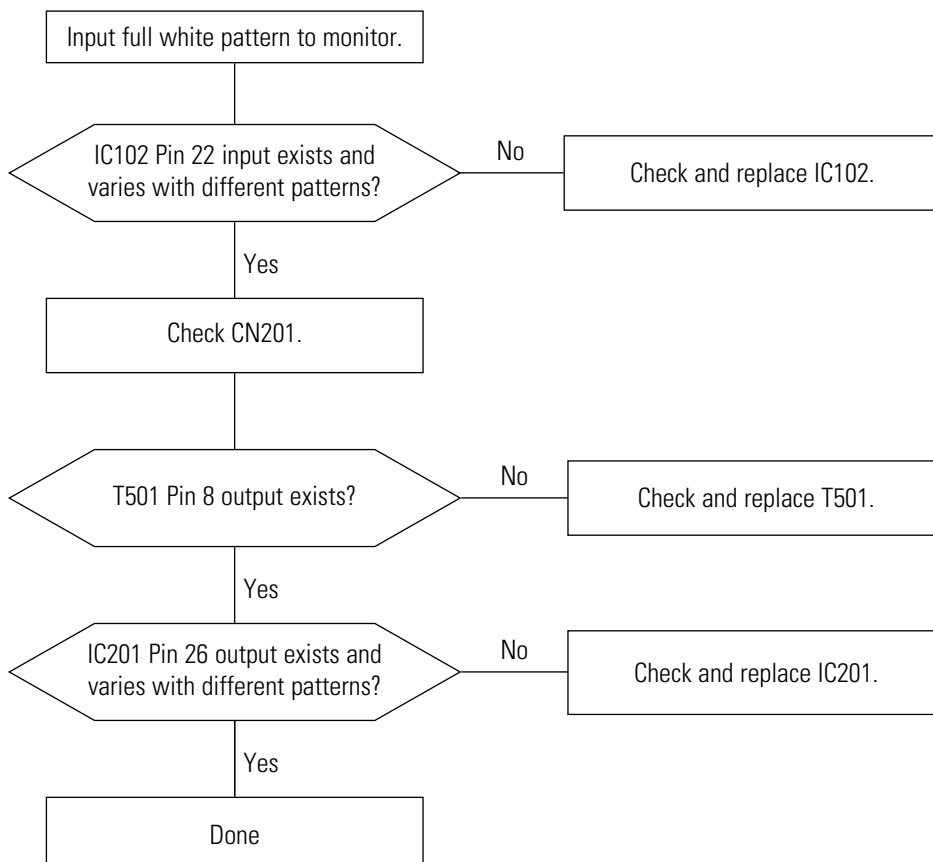 Input full white pattern to monitor.
IC102 Pin 22 input exists and
varies with different patterns?
No
Check and replace IC102.
Yes
Check CN201.
T501 Pin 8 output exists?
No
Check and replace T501.
Yes
IC201 Pin 26 output exists and
varies with different patterns?
No
Check and replace IC201.
Yes
Done